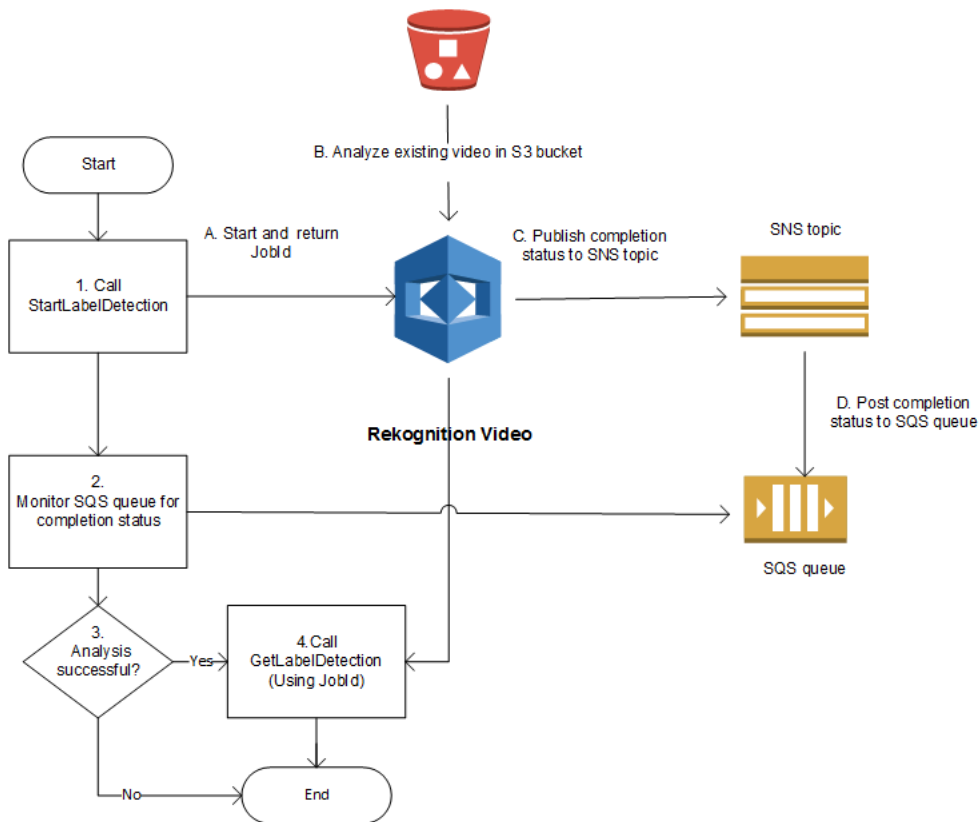 B. Analyze existing video in S3 bucket
Start
A. Start and return
JobId
C. Publish completion
status to SNS topic
SNS topic
1. Call
StartLabelDetection
D. Post completion
status to SQS queue
Rekognition Video
2.
Monitor SQS queue for
completion status
SQS queue
3.
Analysis
successful?
Yes
4.Call
GetLabelDetection
(Using JobId)
No
End